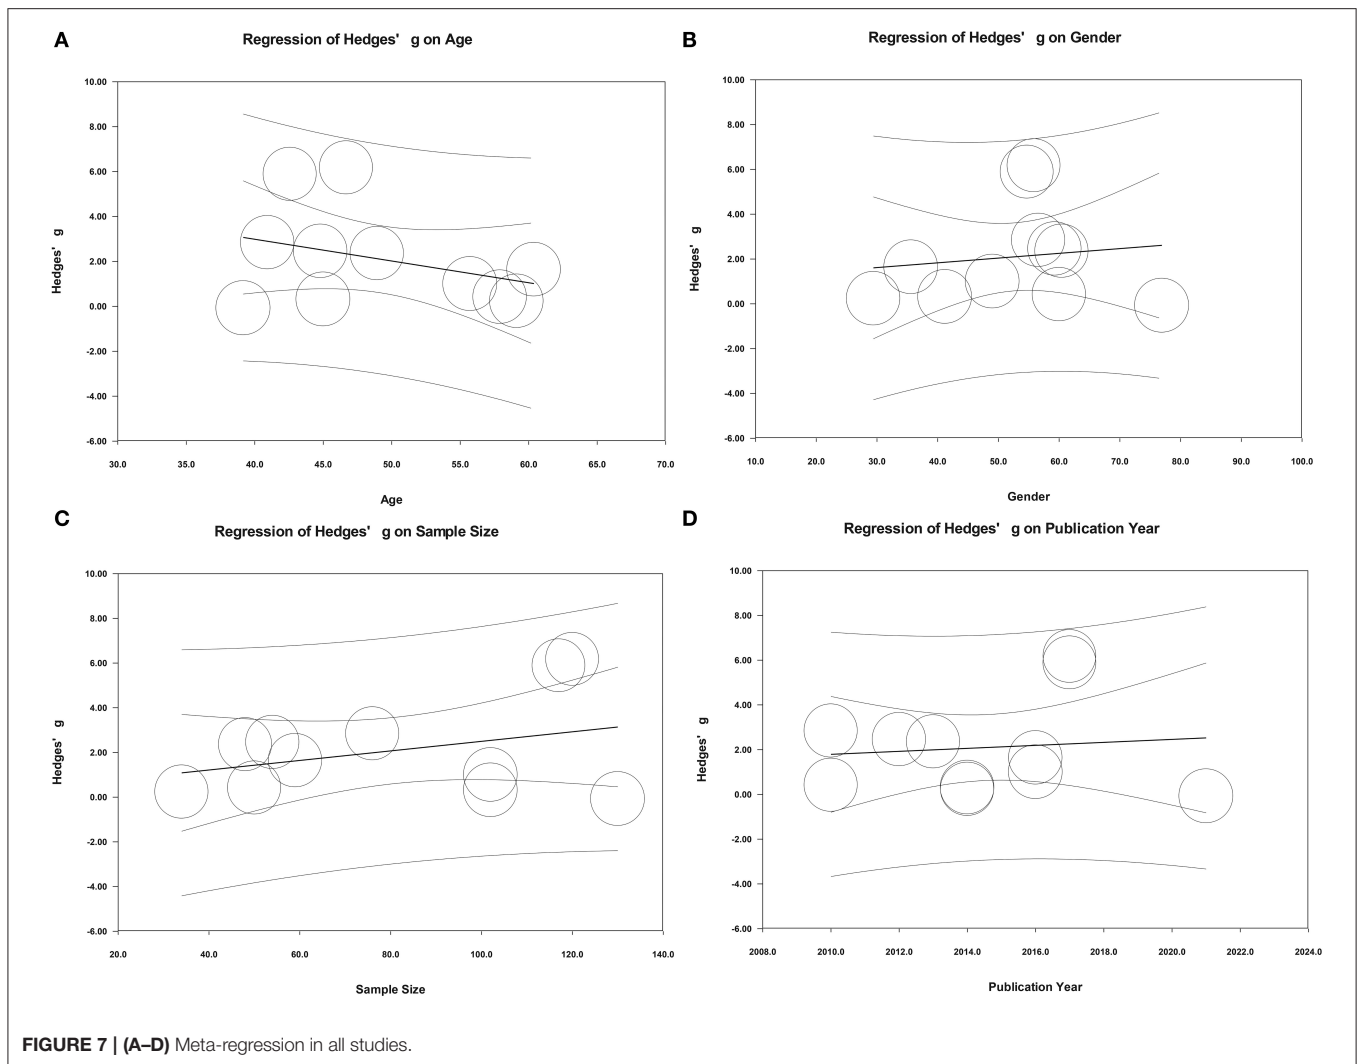 A
Regression of Hedges' g on Age
10.00
8.00
6.00
4.00
2.00
0.00
-2.00
-4.00
-6.00
Hedges' g
30.0 35.0 40.0 45.0 50.0 55.0 60.0 65.0 70.0
Age
B
Regression of Hedges' g on Gender
10.00
8.00
6.00
4.00
2.00
0.00
-2.00
-4.00
-6.00
Hedges' g
10.0 20.0 30.0 40.0 50.0 60.0 70.0 80.0 90.0 100.0
Gender
C
Regression of Hedges' g on Sample Size
10.00
8.00
6.00
4.00
2.00
0.00
-2.00
-4.00
-6.00
Hedges' g
20.0 40.0 60.0 80.0 100.0 120.0 140.0
Sample Size
D
Regression of Hedges' g on Publication Year
10.00
8.00
6.00
4.00
2.00
0.00
-2.00
-4.00
-6.00
Hedges' g
2008.0 2010.0 2012.0 2014.0 2016.0 2018.0 2020.0 2022.0 2024.0
Publication Year
FIGURE 7 | (A–D) Meta-regression in all studies.